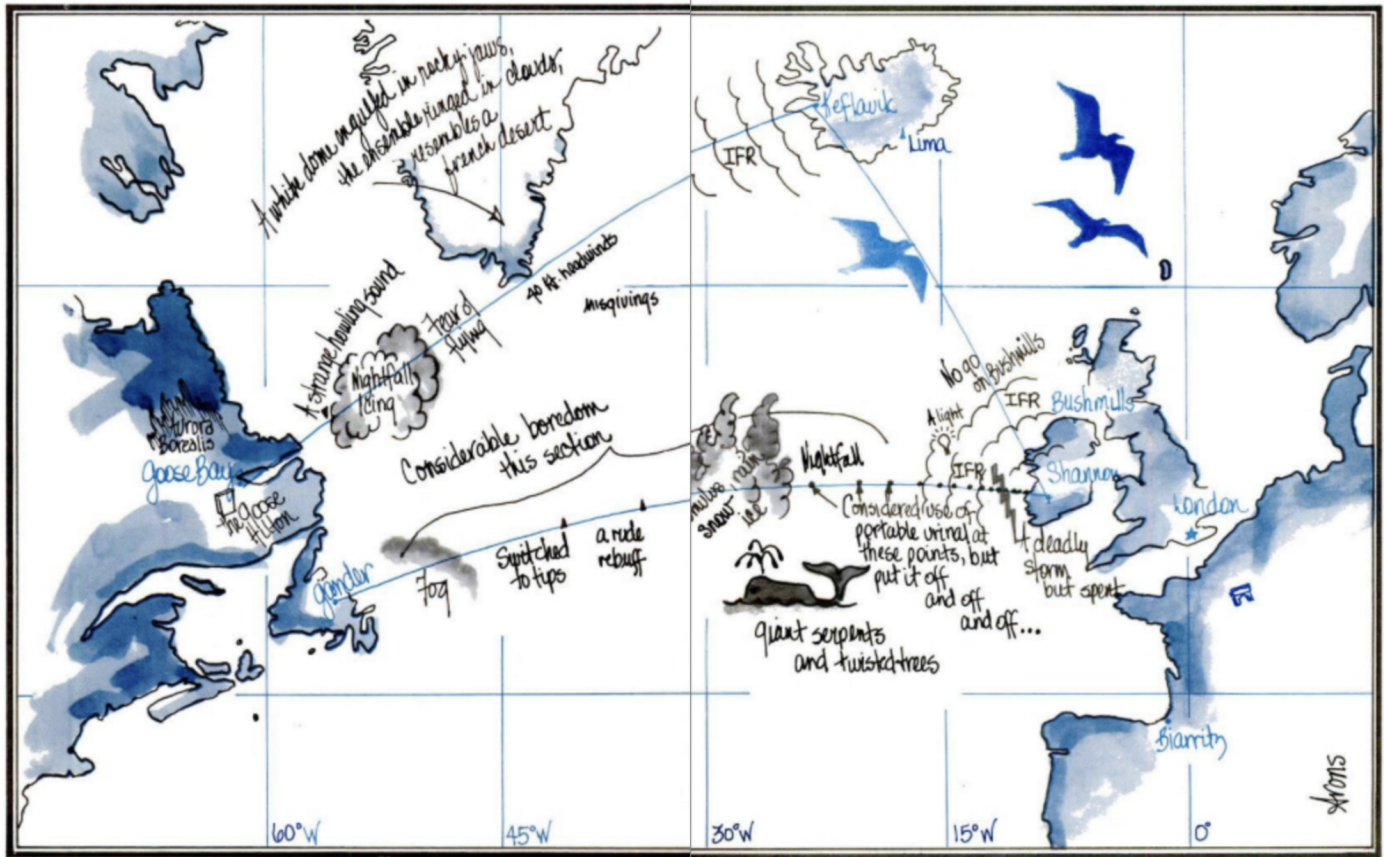 A white dome engulfed in rocky jaws,
the ensemble ringed in clouds,
resembles a
french desert
A strange howling sound
Nightfall
Icing
Fear of
flying
40 Kt. headwinds
misgivings
Aurora
Borealis
Goose Bay
The Goose
Hilton
Considerable boredom
this section
Gander
Fog
Switched
to tips
a rude
rebuff
60°W
45°W
IFR
Keflavik
Lima
No go
on Bushmills
IFR
Bushmills
A light
snow, rain
ice
Nightfall
IFR
Shannon
London
Considered use of
portable urinal at
these points, but
put it off
and off
and off...
A deadly
storm
but spent
giant serpents
and twisted trees
Biarritz
Arons
30°W
15°W
0°